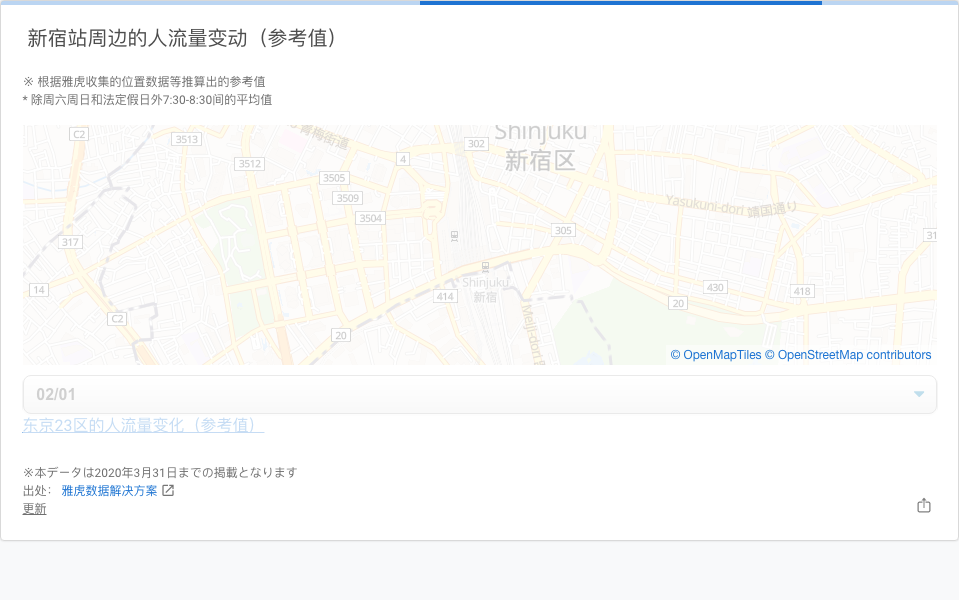 新宿站周边的人流量变动（参考值）
※ 根据雅虎收集的位置数据等推算出的参考值
* 除周六周日和法定假日外7:30-8:30间的平均值
C2
3513
青梅街道
302
Shinjuku
新宿区
4
3512
3505
3509
3504
Yasukuni-dori 靖国通り
305
317
31
14
Shinjuku
新宿
414
430
418
20
C2
Meiji-dori
20
© OpenMapTiles © OpenStreetMap contributors
02/01
东京23区的人流量变化（参考值）
※本データは2020年3月31日までの掲載となります
出处： 雅虎数据解决方案
更新